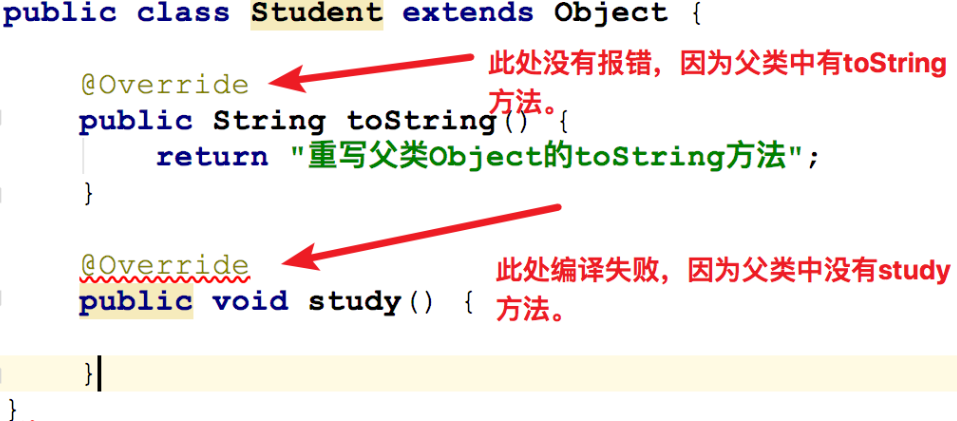 public class Student extends Object {
@Override
此处没有报错，因为父类中有toString
方法。
public String toString() {
return "重写父类Object的toString方法";
}
@Override
此处编译失败，因为父类中没有study
方法。
public void study() {
}
}